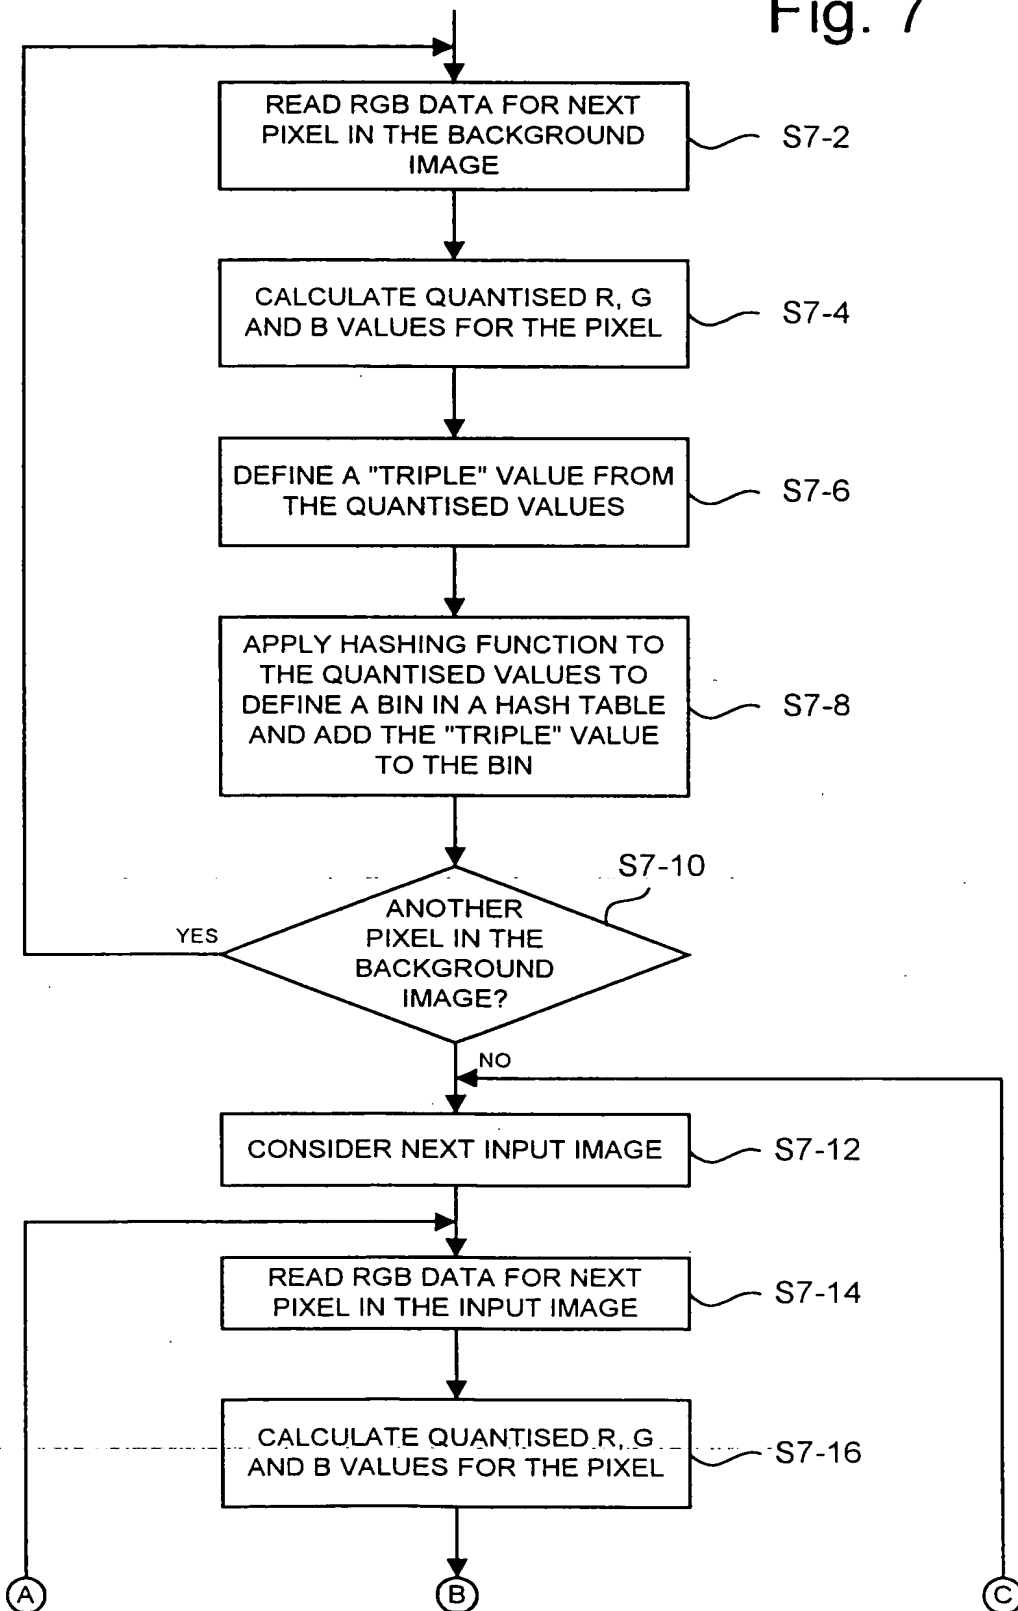 Fig. 7
READ RGB DATA FOR NEXT
PIXEL IN THE BACKGROUND
IMAGE
S7-2
CALCULATE QUANTISED R, G
AND B VALUES FOR THE PIXEL
S7-4
DEFINE A "TRIPLE" VALUE FROM
THE QUANTISED VALUES
S7-6
APPLY HASHING FUNCTION TO
THE QUANTISED VALUES TO
DEFINE A BIN IN A HASH TABLE
AND ADD THE "TRIPLE" VALUE
TO THE BIN
S7-8
S7-10
ANOTHER
PIXEL IN THE
BACKGROUND
IMAGE?
YES
NO
CONSIDER NEXT INPUT IMAGE
S7-12
READ RGB DATA FOR NEXT
PIXEL IN THE INPUT IMAGE
S7-14
CALCULATE QUANTISED R, G
AND B VALUES FOR THE PIXEL
S7-16
A
B
C